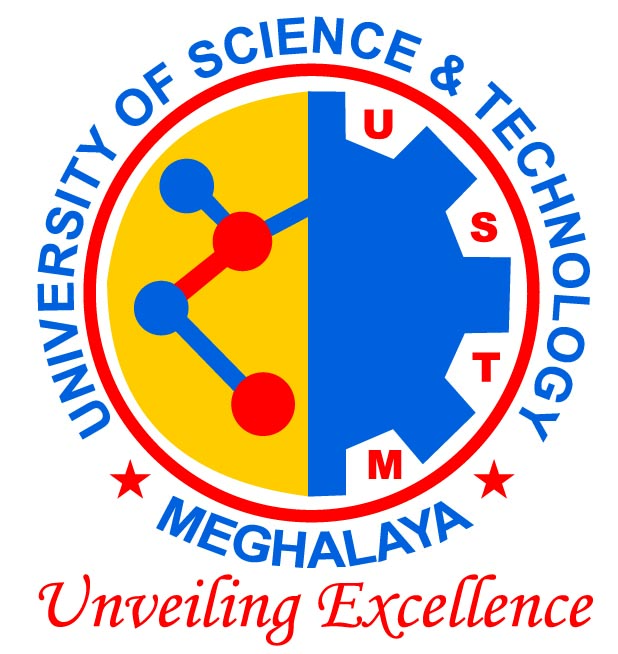 UNIVERSITY OF SCIENCE & TECHNOLOGY
U
S
T
M
MEGHALAYA
Unveiling Excellence